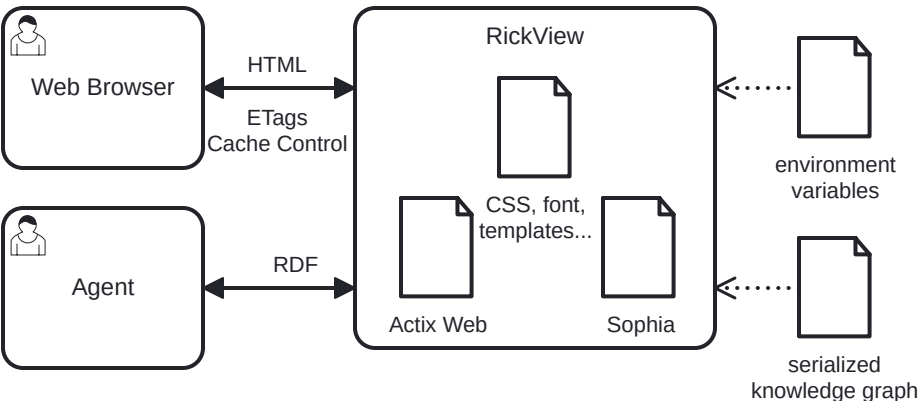 RickView
Web Browser
HTML
ETags
Cache Control
environment
variables
CSS, font,
templates...
Agent
RDF
Actix Web
Sophia
serialized
knowledge graph